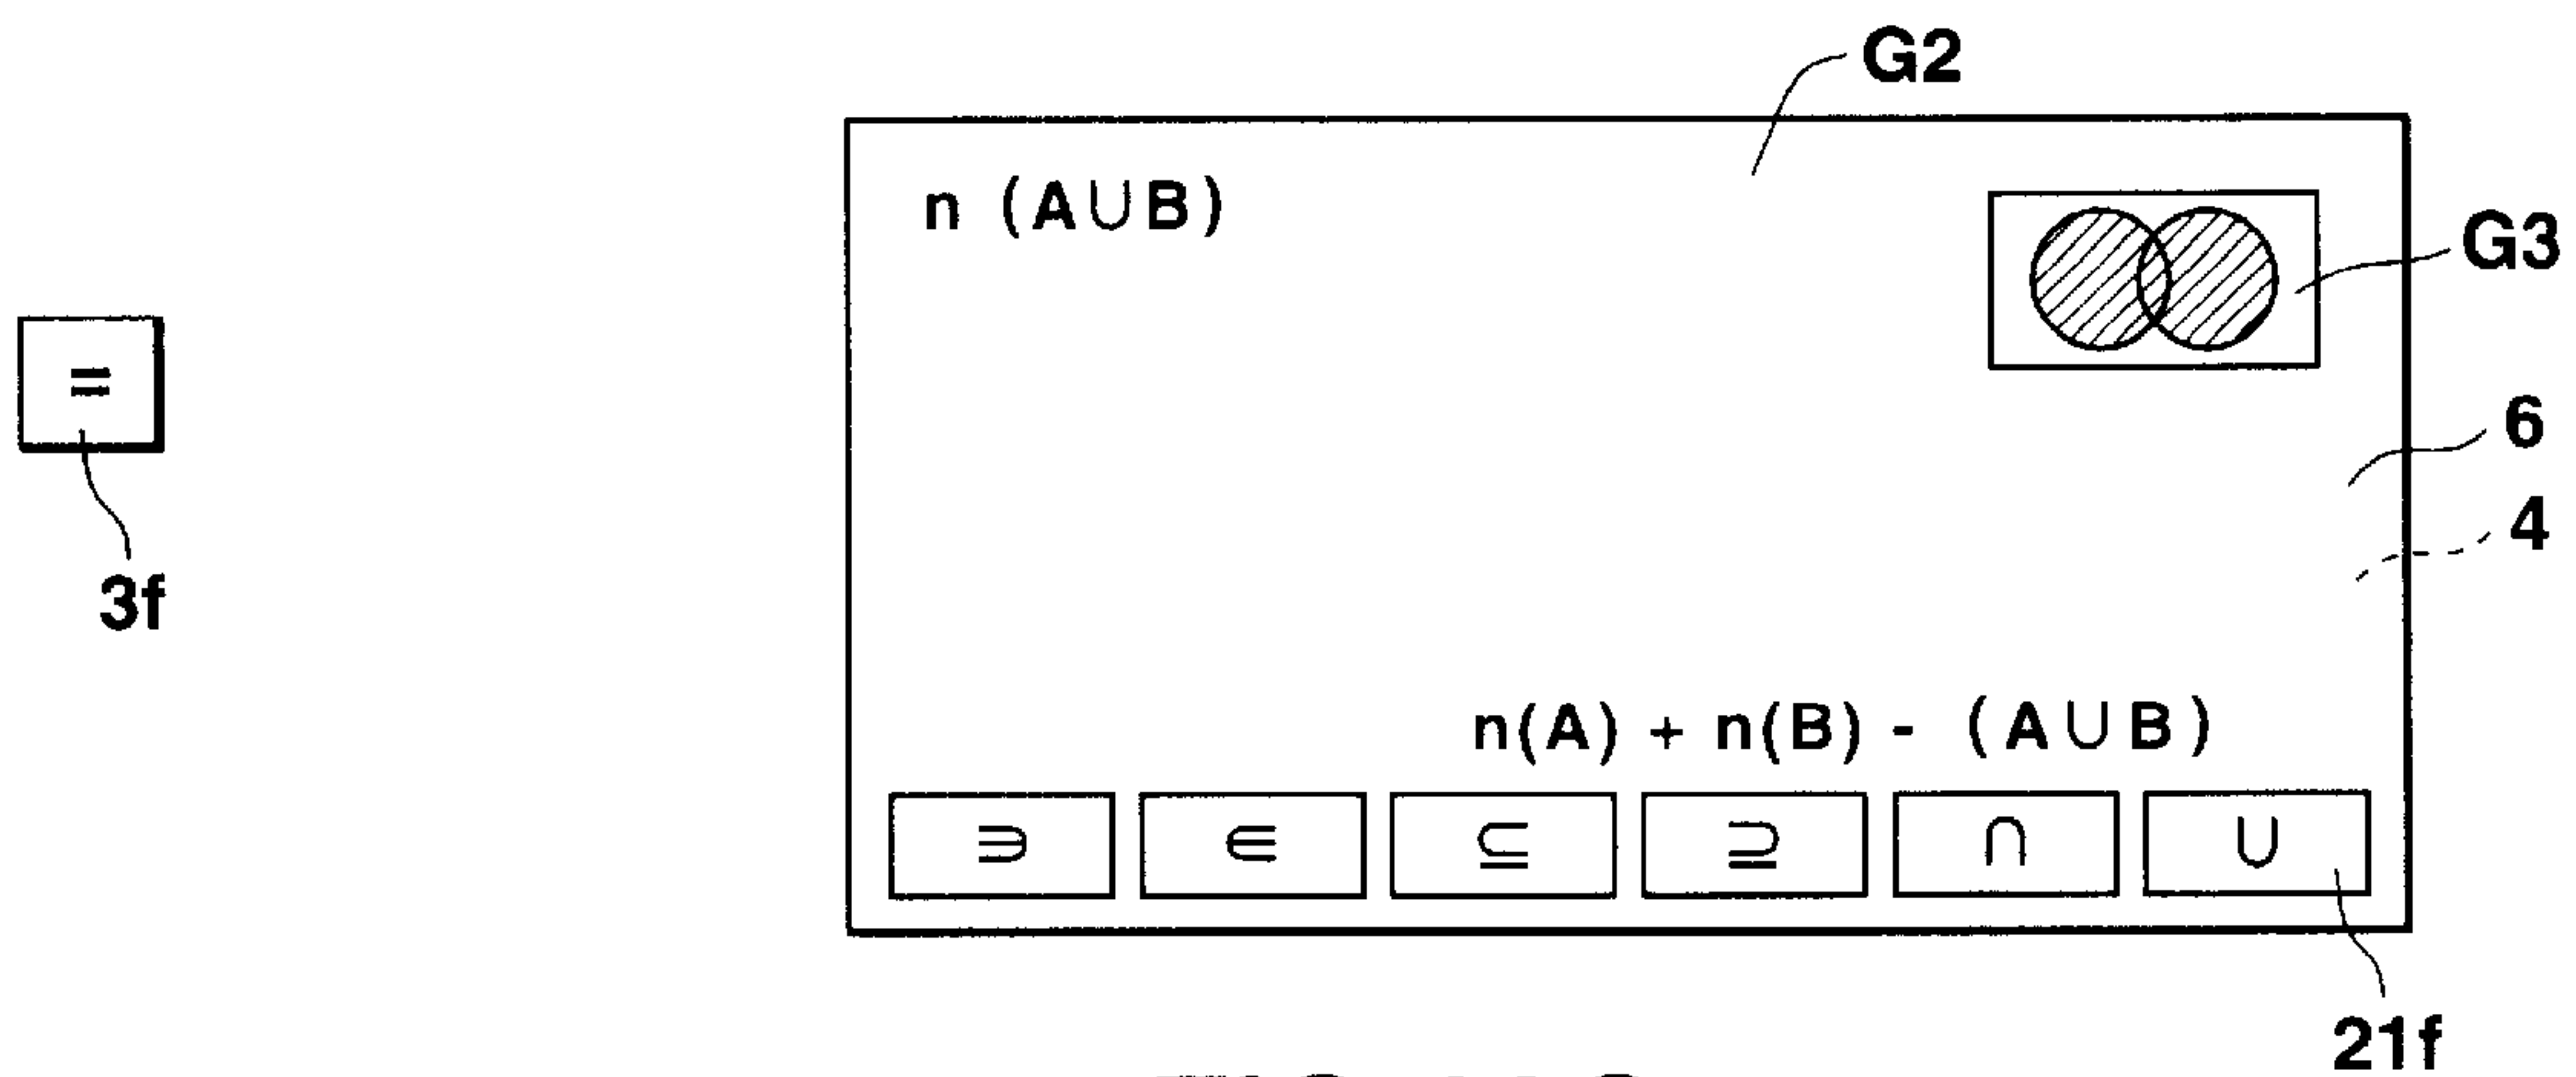 G2
n (A∪B)
G3
=
6
4
3f
n(A) + n(B) - (A∪B)
∋ ∈ ⊆ ⊇ ∩ ∪
21f